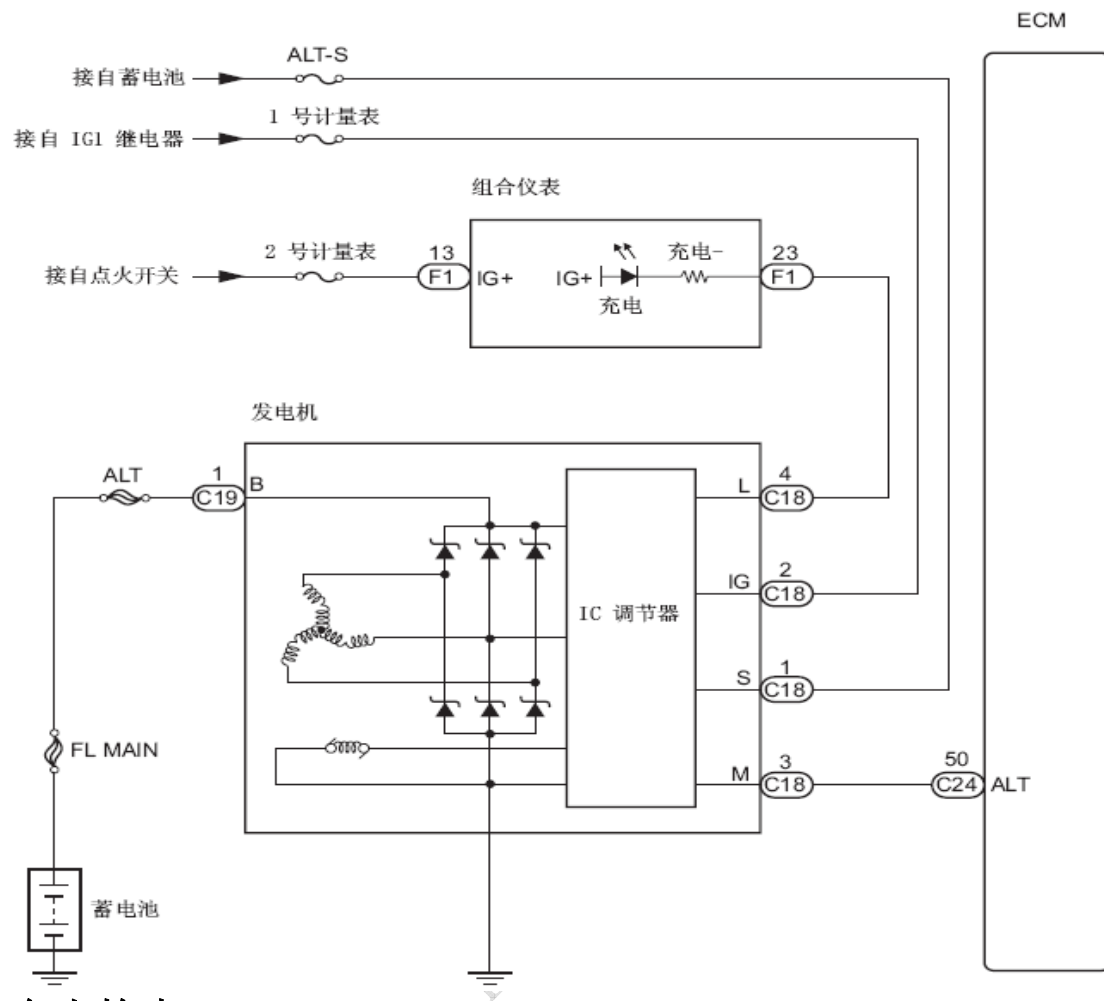 ECM
ALT-S
接自蓄电池
1 号计量表
接自 IG1 继电器
组合仪表
2 号计量表
接自点火开关
13
F1
IG+
IG+
充电
充电-
23
F1
发电机
ALT
1
C19
B
IC 调节器
L
4
C18
IG
2
C18
S
1
C18
M
3
C18
50
C24
ALT
FL MAIN
蓄电池